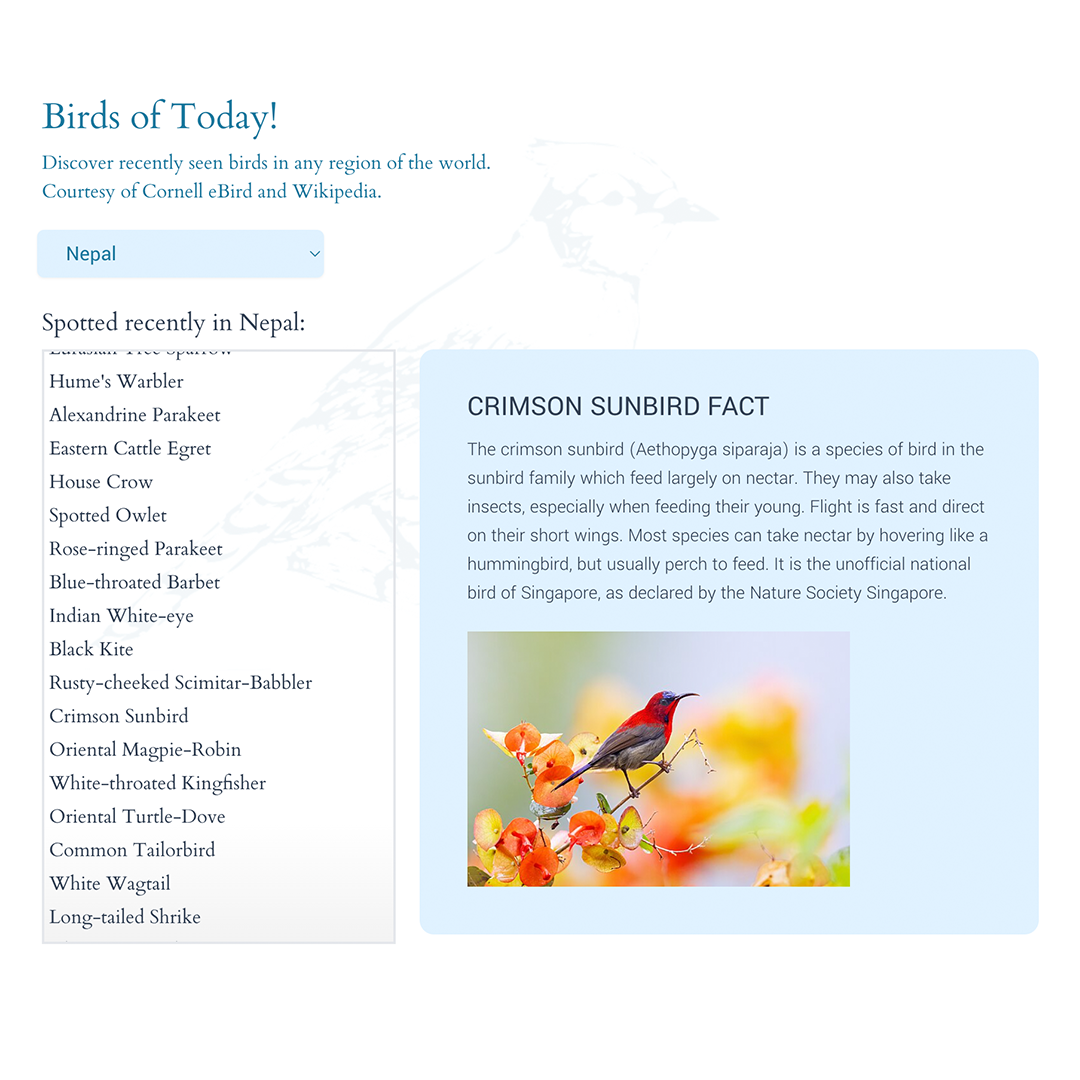 Birds of Today!
Discover recently seen birds in any region of the world.
Courtesy of Cornell eBird and Wikipedia.
Nepal
Spotted recently in Nepal:
Eurasian Tree Sparrow
Hume's Warbler
Alexandrine Parakeet
Eastern Cattle Egret
House Crow
Spotted Owlet
Rose-ringed Parakeet
Blue-throated Barbet
Indian White-eye
Black Kite
Rusty-cheeked Scimitar-Babbler
Crimson Sunbird
Oriental Magpie-Robin
White-throated Kingfisher
Oriental Turtle-Dove
Common Tailorbird
White Wagtail
Long-tailed Shrike
CRIMSON SUNBIRD FACT
The crimson sunbird (Aethopyga siparaja) is a species of bird in the
sunbird family which feed largely on nectar. They may also take
insects, especially when feeding their young. Flight is fast and direct
on their short wings. Most species can take nectar by hovering like a
hummingbird, but usually perch to feed. It is the unofficial national
bird of Singapore, as declared by the Nature Society Singapore.